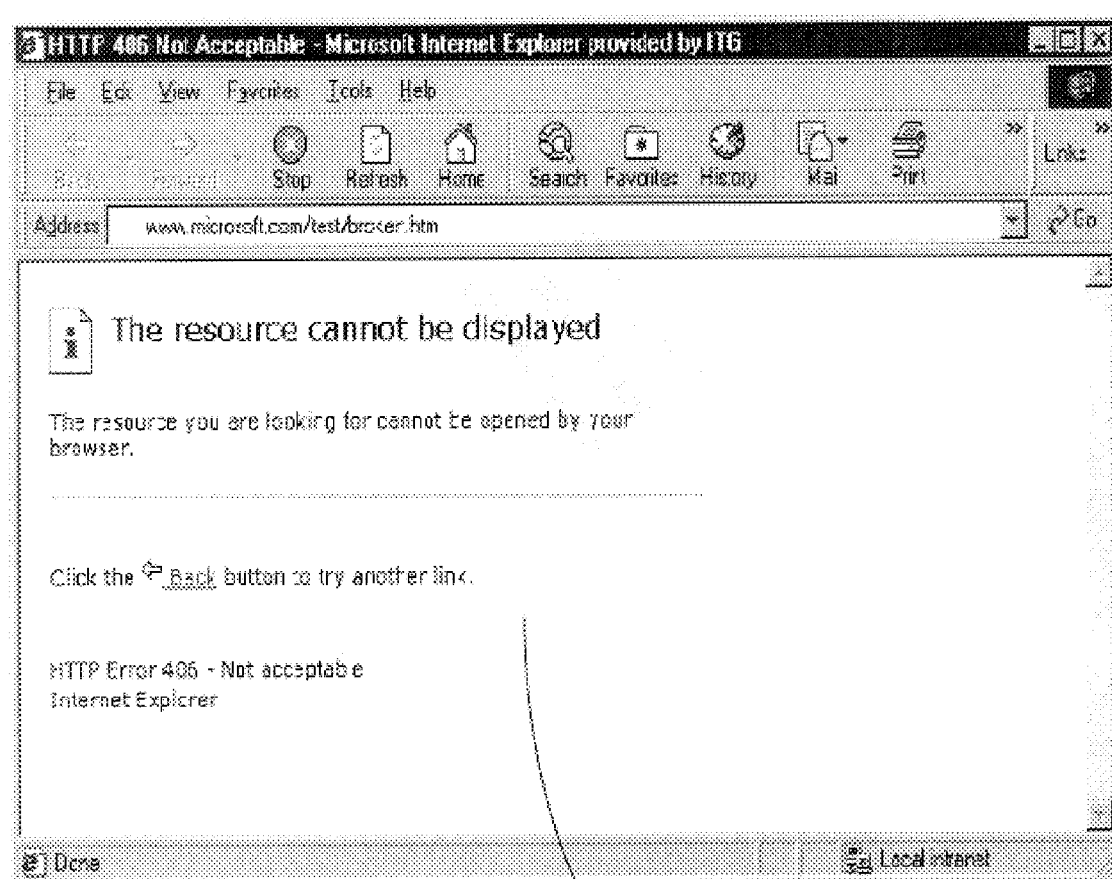 HTTP 406 Not Acceptable - Microsoft Internet Explorer provided by ITG
File Edit View Favorites Tools Help
Back Forward Stop Refresh Home Search Favorites History Mail Print Links
Address www.microsoft.com/test/broken.htm Go
The resource cannot be displayed
The resource you are looking for cannot be opened by your
browser.
Click the Back button to try another link.
HTTP Error 406 - Not acceptable
Internet Explorer
Done Local intranet